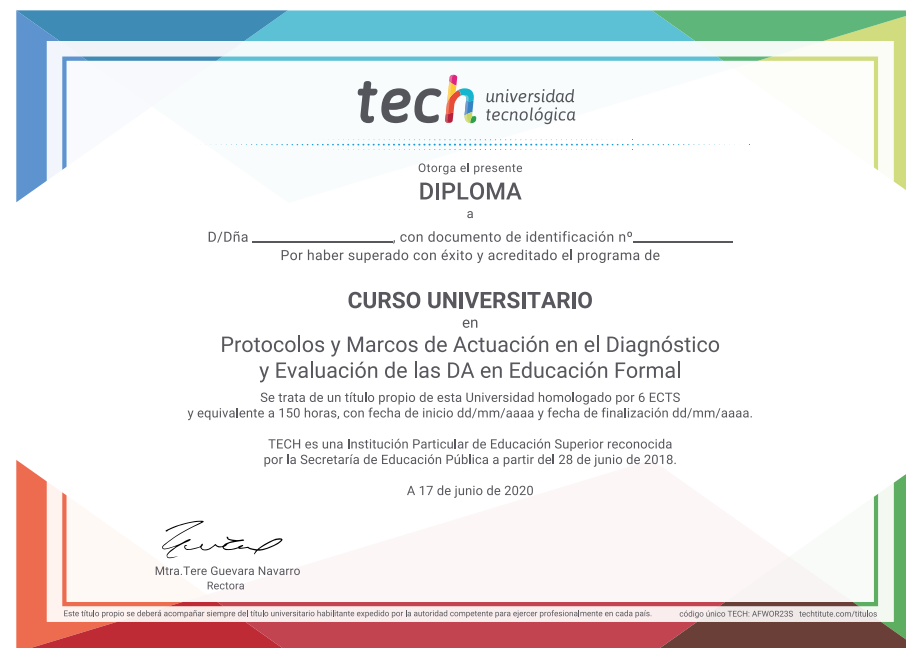 tech universidad
tecnológica
Otorga el presente
DIPLOMA
a
D/Dña ____________________, con documento de identificación nº______________
Por haber superado con éxito y acreditado el programa de
CURSO UNIVERSITARIO
en
Protocolos y Marcos de Actuación en el Diagnóstico
y Evaluación de las DA en Educación Formal
Se trata de un título propio de esta Universidad homologado por 6 ECTS
y equivalente a 150 horas, con fecha de inicio dd/mm/aaaa y fecha de finalización dd/mm/aaaa.
TECH es una Institución Particular de Educación Superior reconocida
por la Secretaría de Educación Pública a partir del 28 de junio de 2018.
A 17 de junio de 2020
Mtra.Tere Guevara Navarro
Rectora
Este título propio se deberá acompañar siempre del título universitario habilitante expedido por la autoridad competente para ejercer profesionalmente en cada país. código único TECH: AFWOR23S techtitute.com/titulos